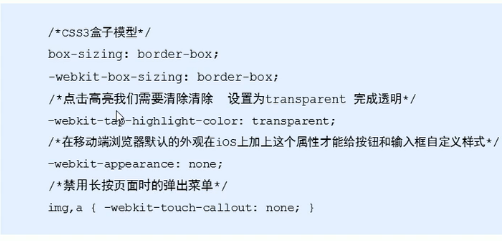 /*CSS3盒子模型*/
box-sizing: border-box;
-webkit-box-sizing: border-box;
/*点击高亮我们需要清除清除 设置为transparent 完成透明*/
-webkit-tap-highlight-color: transparent;
/*在移动端浏览器默认的外观在ios上加上这个属性才能给按钮和输入框自定义样式*/
-webkit-appearance: none;
/*禁用长按页面时的弹出菜单*/
img,a { -webkit-touch-callout: none; }